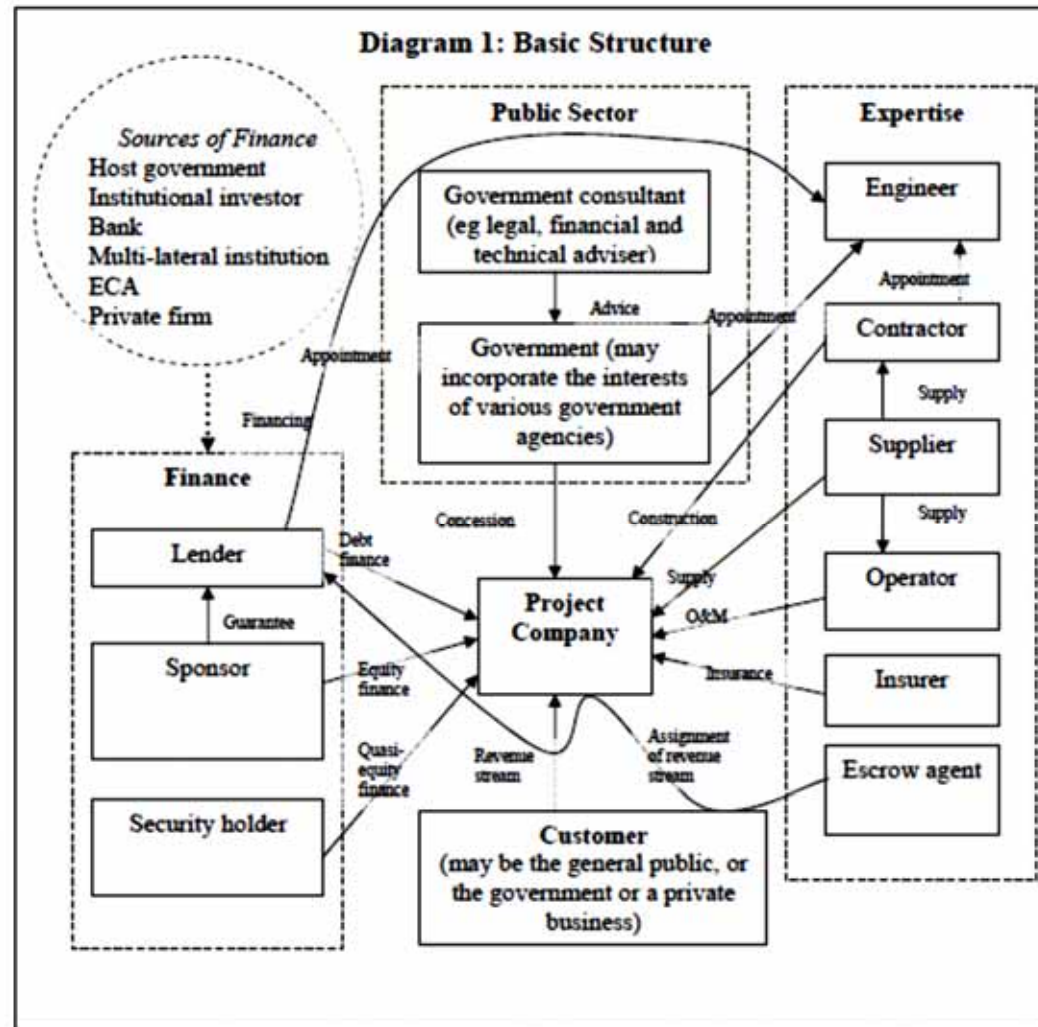 Diagram 1: Basic Structure
Sources of Finance
Host government
Institutional investor
Bank
Multi-lateral institution
ECA
Private firm
Public Sector
Government consultant
(eg legal, financial and
technical adviser)
Advice
Government (may
incorporate the interests
of various government
agencies)
Expertise
Engineer
Appointment
Contractor
Appointment
Supply
Supplier
Supply
Operator
Insurer
Escrow agent
Appointment
Financing
Finance
Lender
Guarantee
Sponsor
Security holder
Debt
finance
Equity
finance
Quasi-
equity
finance
Concession
Construction
Supply
O&M
Insurance
Project
Company
Revenue
stream
Assignment
of revenue
stream
Customer
(may be the general public, or
the government or a private
business)